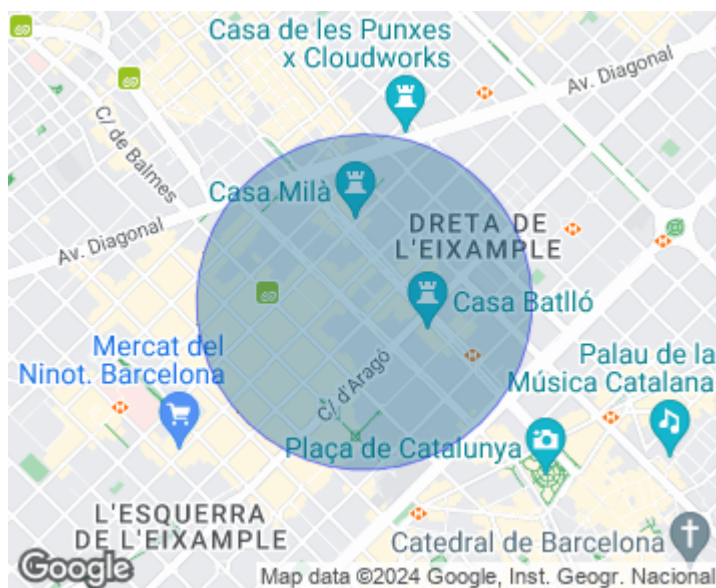 Casa de les Punxes
x Cloudworks
Av. Diagonal
C/ de Balmes
Casa Milà
DRETA DE
L'EIXAMPLE
Av. Diagonal
Casa Batlló
Mercat del
Ninot. Barcelona
Palau de la
Música Catalana
C/ d'Aragó
Plaça de Catalunya
L'ESQUERRA
DE L'EIXAMPLE
Catedral de Barcelona
Google
Map data ©2024 Google, Inst. Geogr. Nacional